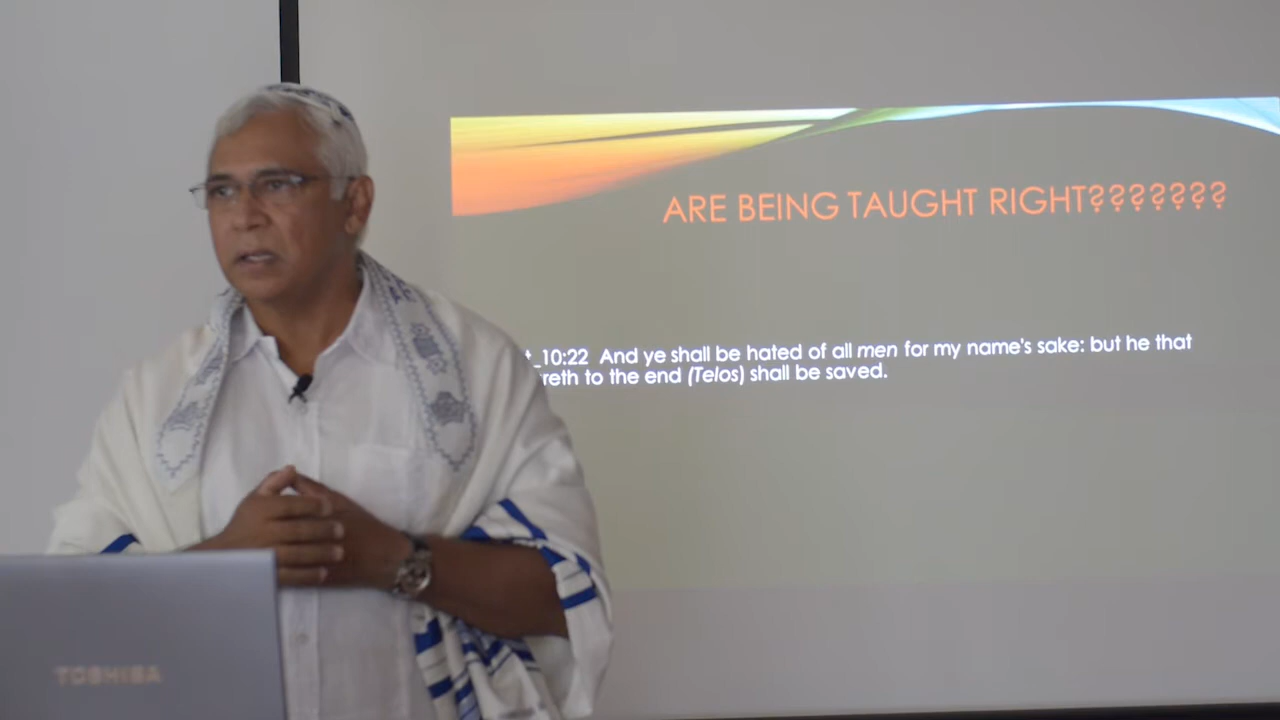 ARE BEING TAUGHT RIGHT???????
t_10:22 And ye shall be hated of all men for my name's sake: but he that
reth to the end (Telos) shall be saved.
TOSHIBA